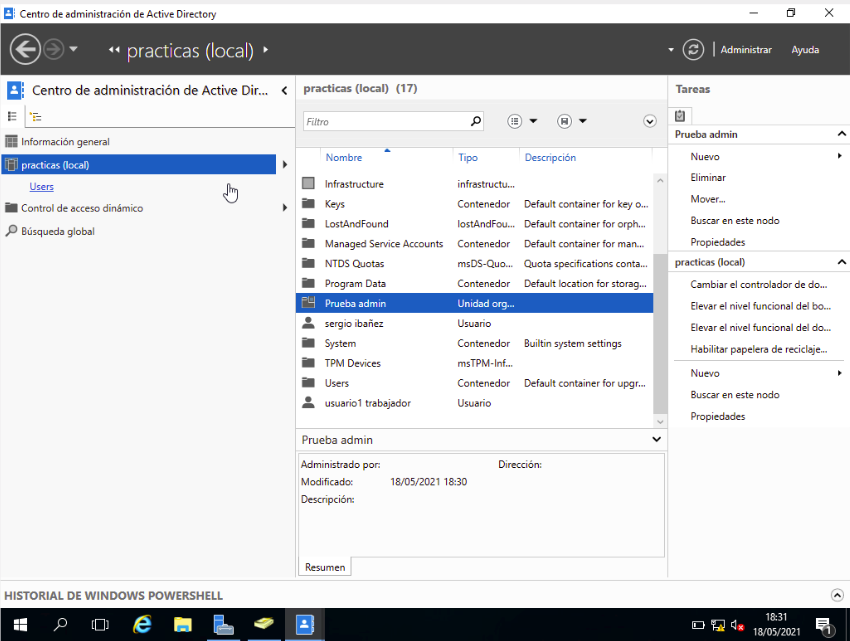 Centro de administración de Active Directory
practicas (local)
Administrar
Ayuda
Centro de administración de Active Direc...
Información general
practicas (local)
Users
Control de acceso dinámico
Búsqueda global
practicas (local) (17)
Filtro
Nombre Tipo Descripción
Infrastructure infrastructu...
Keys Contenedor Default container for key o...
LostAndFound lostAndFou... Default container for orph...
Managed Service Accounts Contenedor Default container for man...
NTDS Quotas msDS-Quo... Quota specifications conta...
Program Data Contenedor Default location for storag...
Prueba admin Unidad org...
sergio ibañez Usuario
System Contenedor Builtin system settings
TPM Devices msTPM-Inf...
Users Contenedor Default container for upgr...
usuario1 trabajador Usuario
Prueba admin
Administrado por: Dirección:
Modificado: 18/05/2021 18:30
Descripción:
Resumen
Tareas
Prueba admin
Nuevo
Eliminar
Mover...
Buscar en este nodo
Propiedades
practicas (local)
Cambiar el controlador de do...
Elevar el nivel funcional del bo...
Elevar el nivel funcional del do...
Habilitar papelera de reciclaje...
Nuevo
Buscar en este nodo
Propiedades
HISTORIAL DE WINDOWS POWERSHELL
18:31
18/05/2021
1